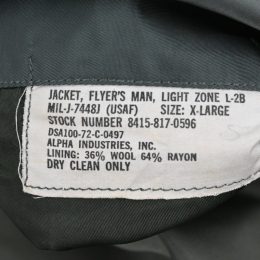 JACKET, FLYER'S MAN, LIGHT ZONE L-2B
MIL-J-7448J (USAF) SIZE: X-LARGE
STOCK NUMBER 8415-817-0596
DSA100-72-C-0497
ALPHA INDUSTRIES, INC.
LINING: 36% WOOL 64% RAYON
DRY CLEAN ONLY